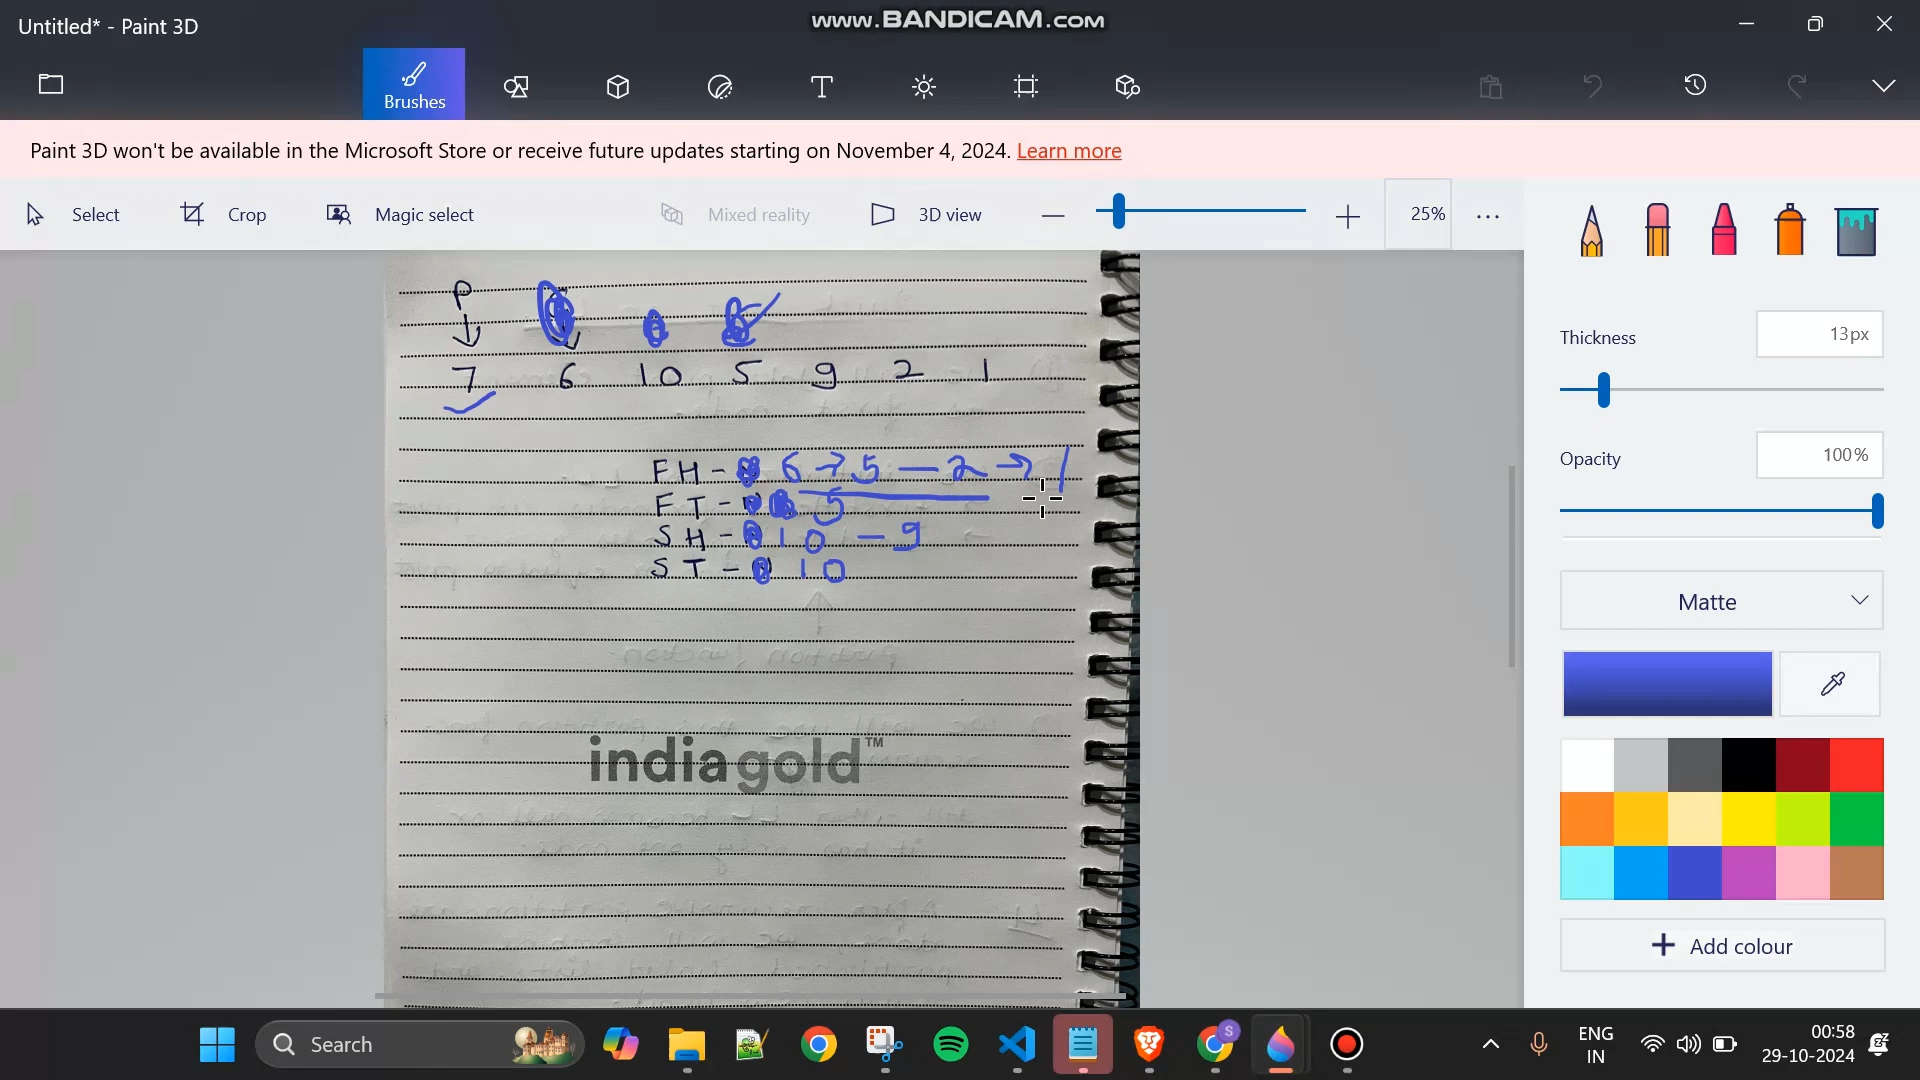 Untitled* - Paint 3D
www.BANDICAM.COM
Brushes
Paint 3D won't be available in the Microsoft Store or receive future updates starting on November 4, 2024. Learn more
Select
Crop
Magic select
Mixed reality
3D view
25%
Thickness
13px
Opacity
100%
Matte
Add colour
P
7 6 10 5 9 2 1
FH - 6 → 5 — 2 → 1
FT - 5
SH - 10 - 9
ST - 10
indiagold™
Search
ENG
IN
00:58
29-10-2024